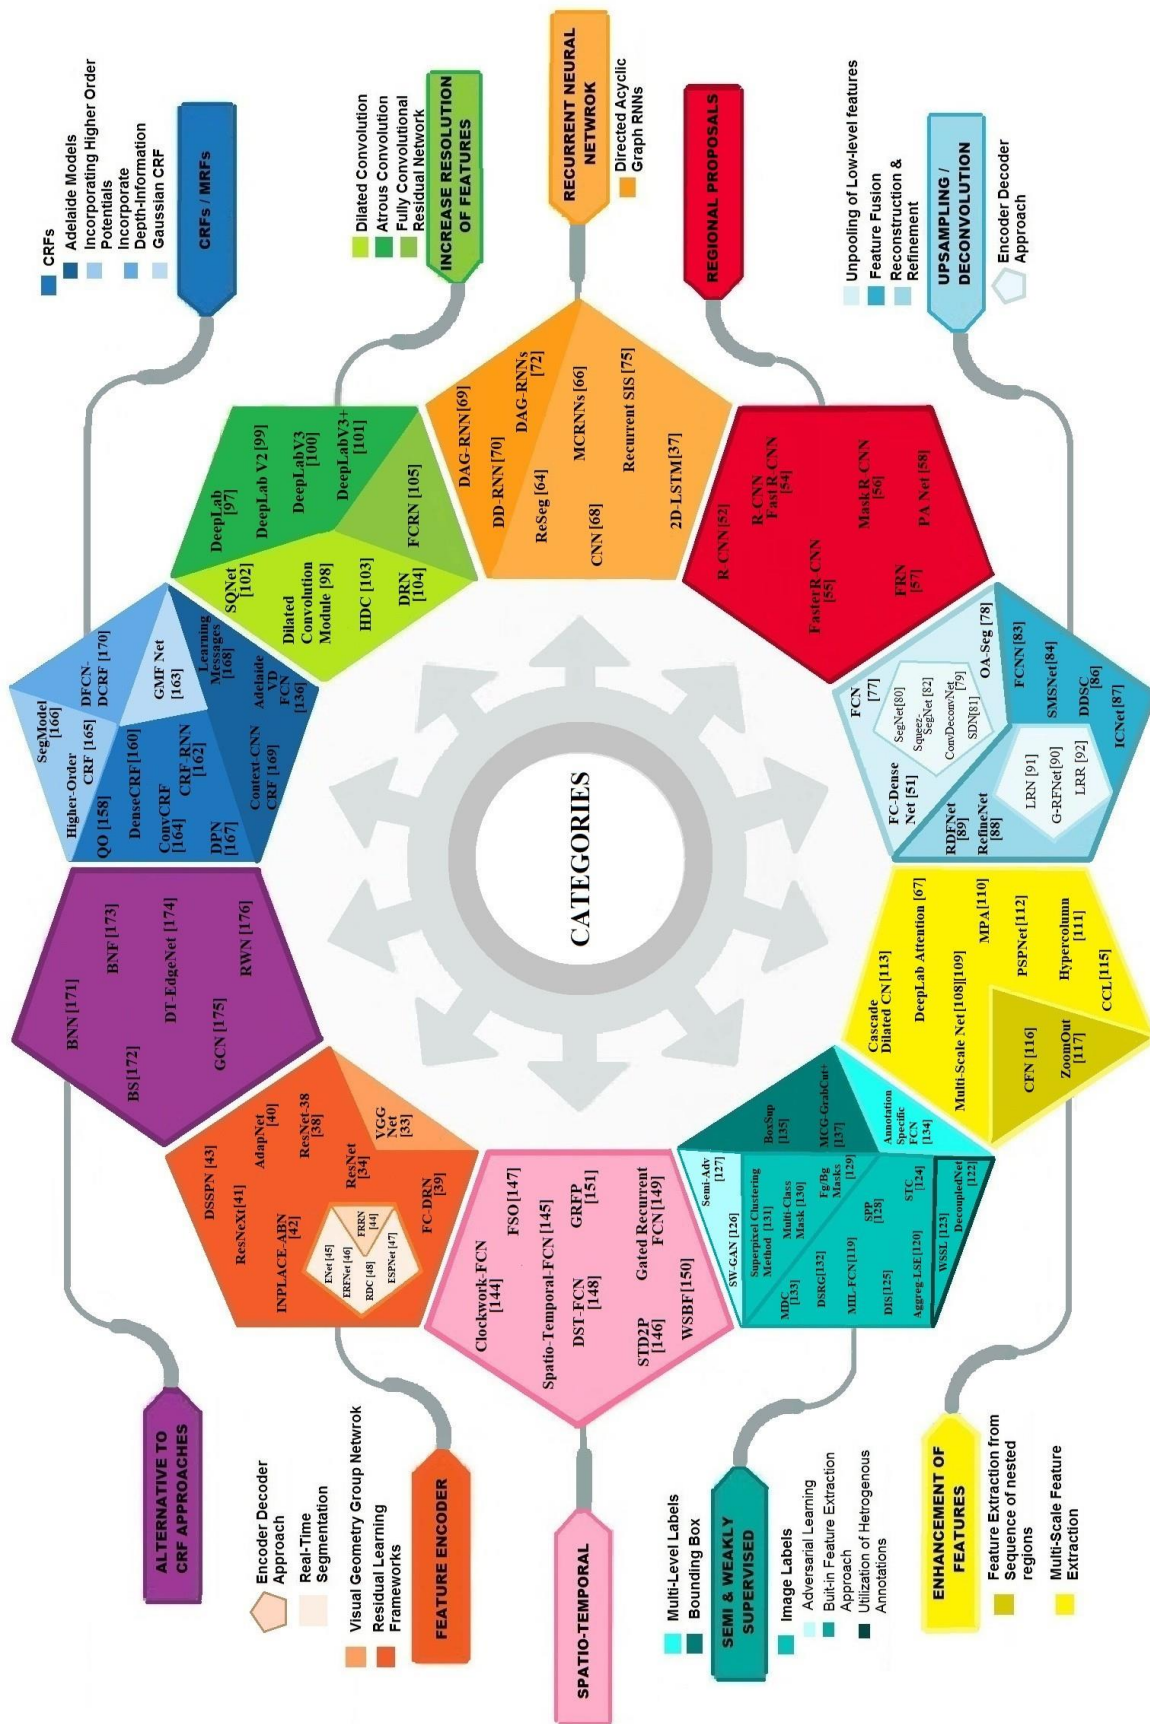 CATEGORIES
ALTERNATIVE TO
CRF APPROACHES
BNN [171]
BNF [173]
BS[172]
DT-EdgeNet [174]
GCN [175]
RWN [176]
CRFs / MRFs
CRFs
Adelaide Models
Incorporating Higher Order
Potentials
Incorporate
Depth-Information
Gaussian CRF
SegModel
[166]
Higher-Order
CRF [165]
DFCN-
DCRF [170]
GMF Net
[163]
QO [158]
DenseCRF[160]
ConvCRF
[164]
CRF-RNN
[162]
DPN
[167]
Learning
Messages
[168]
Adelaide
VD
FCN
[136]
Context-CNN
CRF [169]
INCREASE RESOLUTION
OF FEATURES
Dilated Convolution
Atrous Convolution
Fully Convolutional
Residual Network
DeepLab
[97]
DeepLab V2 [99]
DeepLabV3
[100]
DeepLabV3+
[101]
SQNet
[102]
Dilated
Convolution
Module [98]
HDC [103]
DRN
[104]
FCRN [105]
RECURRENT NEURAL
NETWROK
Directed Acyclic
Graph RNNs
DAG-RNN[69]
DAG-RNNs
[72]
DD-RNN [70]
ReSeg [64]
MCRNNs [66]
CNN [68]
Recurrent SIS [75]
2D-LSTM[37]
REGIONAL PROPOSALS
R-CNN [52]
R-CNN
Fast R-CNN
[54]
FasterR-CNN
[55]
MaskR-CNN
[56]
FRN
[57]
PA Net [58]
UPSAMPLING /
DECONVOLUTION
Unpooling of Low-level features
Feature Fusion
Reconstruction &
Refinement
Encoder Decoder
Approach
FCN
[77]
OA-Seg [78]
SegNet[80]
Squeez-
SegNet [82]
ConvDeconvNet
[79]
SDN[81]
FC-Dense
Net [51]
FCNN [83]
SMSNet[84]
DDSC
[86]
ICNet[87]
RDFNet
[89]
RefineNet
[88]
LRN [91]
G-RFNet[90]
LRR [92]
FEATURE ENCODER
Encoder Decoder
Approach
Real-Time
Segmentation
Visual Geometry Group Netwrok
Residual Learning
Frameworks
DSSPN [43]
AdapNet
[40]
ResNeXt[41]
ResNet-38
[38]
INPLACE-ABN
[42]
ResNet
[34]
VGG
Net
[33]
FC-DRN
[39]
ENet [45]
ERFNet [46]
RDC [48]
ESPNet [47]
FRRN
[44]
SPATIO-TEMPORAL
Clockwork-FCN
[144]
FSO [147]
Spatio-Temporal-FCN [145]
DST-FCN
[148]
GRFP
[151]
Gated Recurrent
FCN [149]
STD2P
[146]
WSBF [150]
SEMI & WEAKLY
SUPERVISED
Multi-Level Labels
Bounding Box
Image Labels
Adversarial Learning
Built-in Feature Extraction
Approach
Utilization of Hetrogenous
Annotations
Semi-Adv
[127]
SW-GAN [126]
BoxSup
[135]
MCG-GrabCut+
[137]
Annotation
Specific
FCN
[134]
Superpixel Clustering
Method [131]
Multi-Class
Mask [130]
Fg/Bg
Masks
[129]
MDC
[133]
DSRG[132]
MIL-FCN[119]
SPP
[128]
STC
[124]
DIS[125]
Aggreg-LSE[120]
WSSL [123]
DecoupledNet
[122]
ENHANCEMENT OF
FEATURES
Feature Extraction from
Sequence of nested
regions
Multi-Scale Feature
Extraction
Cascade
Dilated CN[113]
DeepLab Attention [67]
Multi-Scale Net[108][109]
MPA[110]
PSPNet[112]
Hypercolumn
[111]
CCL[115]
CFN [116]
ZoomOut
[117]